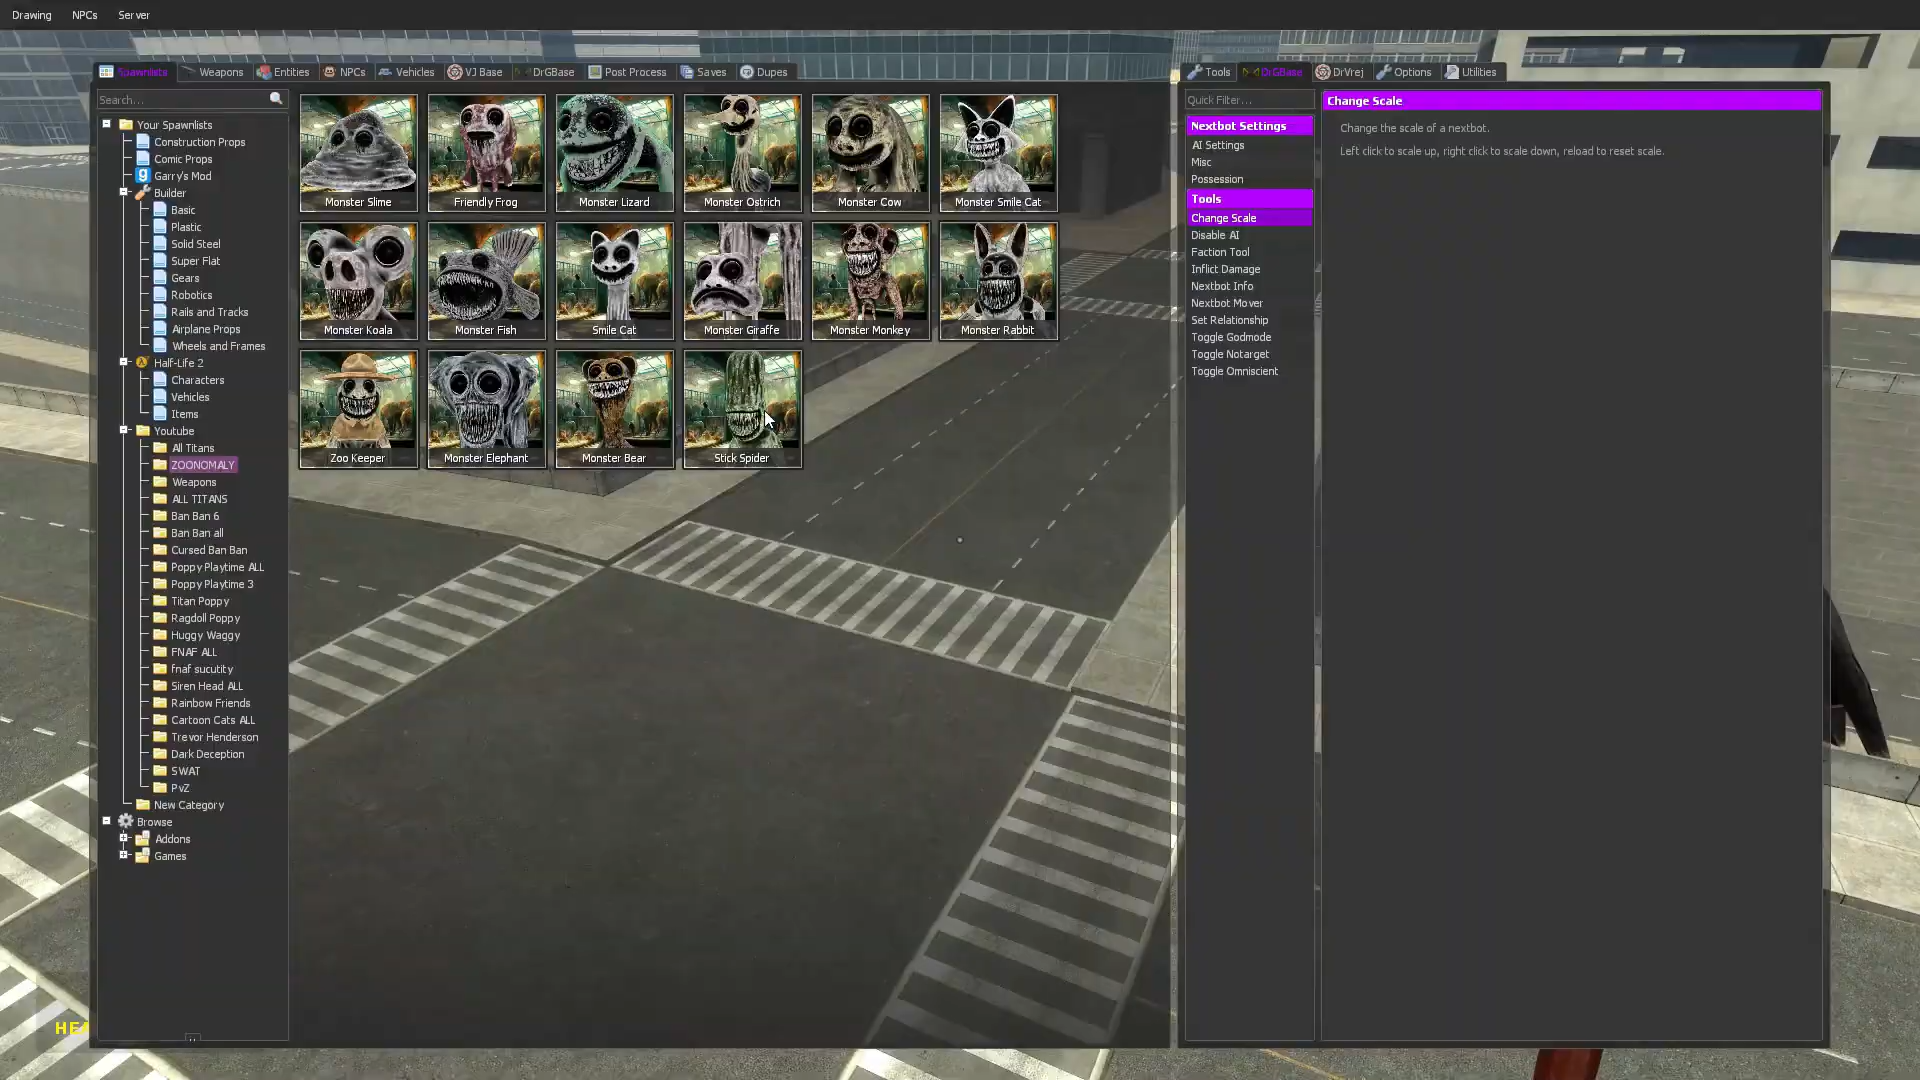 Drawing NPCs Server
Spawnlists Weapons Entities NPCs Vehicles VJ Base DrGBase Post Process Saves Dupes
Search...
Your Spawnlists
Construction Props
Comic Props
Garry's Mod
Builder
Basic
Plastic
Solid Steel
Super Flat
Gears
Robotics
Rails and Tracks
Airplane Props
Wheels and Frames
Half-Life 2
Characters
Vehicles
Items
Youtube
All Titans
ZOONOMALY
Weapons
ALL TITANS
Ban Ban 6
Ban Ban all
Cursed Ban Ban
Poppy Playtime ALL
Poppy Playtime 3
Titan Poppy
Ragdoll Poppy
Huggy Waggy
FNAF ALL
fnaf sucutity
Siren Head ALL
Rainbow Friends
Cartoon Cats ALL
Trevor Henderson
Dark Deception
SWAT
PvZ
New Category
Browse
Addons
Games
Monster Slime Friendly Frog Monster Lizard Monster Ostrich Monster Cow Monster Smile Cat
Monster Koala Monster Fish Smile Cat Monster Giraffe Monster Monkey Monster Rabbit
Zoo Keeper Monster Elephant Monster Bear Stick Spider
Tools DrGBase DrVrej Options Utilities
Quick Filter...
Nextbot Settings
AI Settings
Misc
Possession
Tools
Change Scale
Disable AI
Faction Tool
Inflict Damage
Nextbot Info
Nextbot Mover
Set Relationship
Toggle Godmode
Toggle Notarget
Toggle Omniscient
Change Scale
Change the scale of a nextbot.
Left click to scale up, right click to scale down, reload to reset scale.